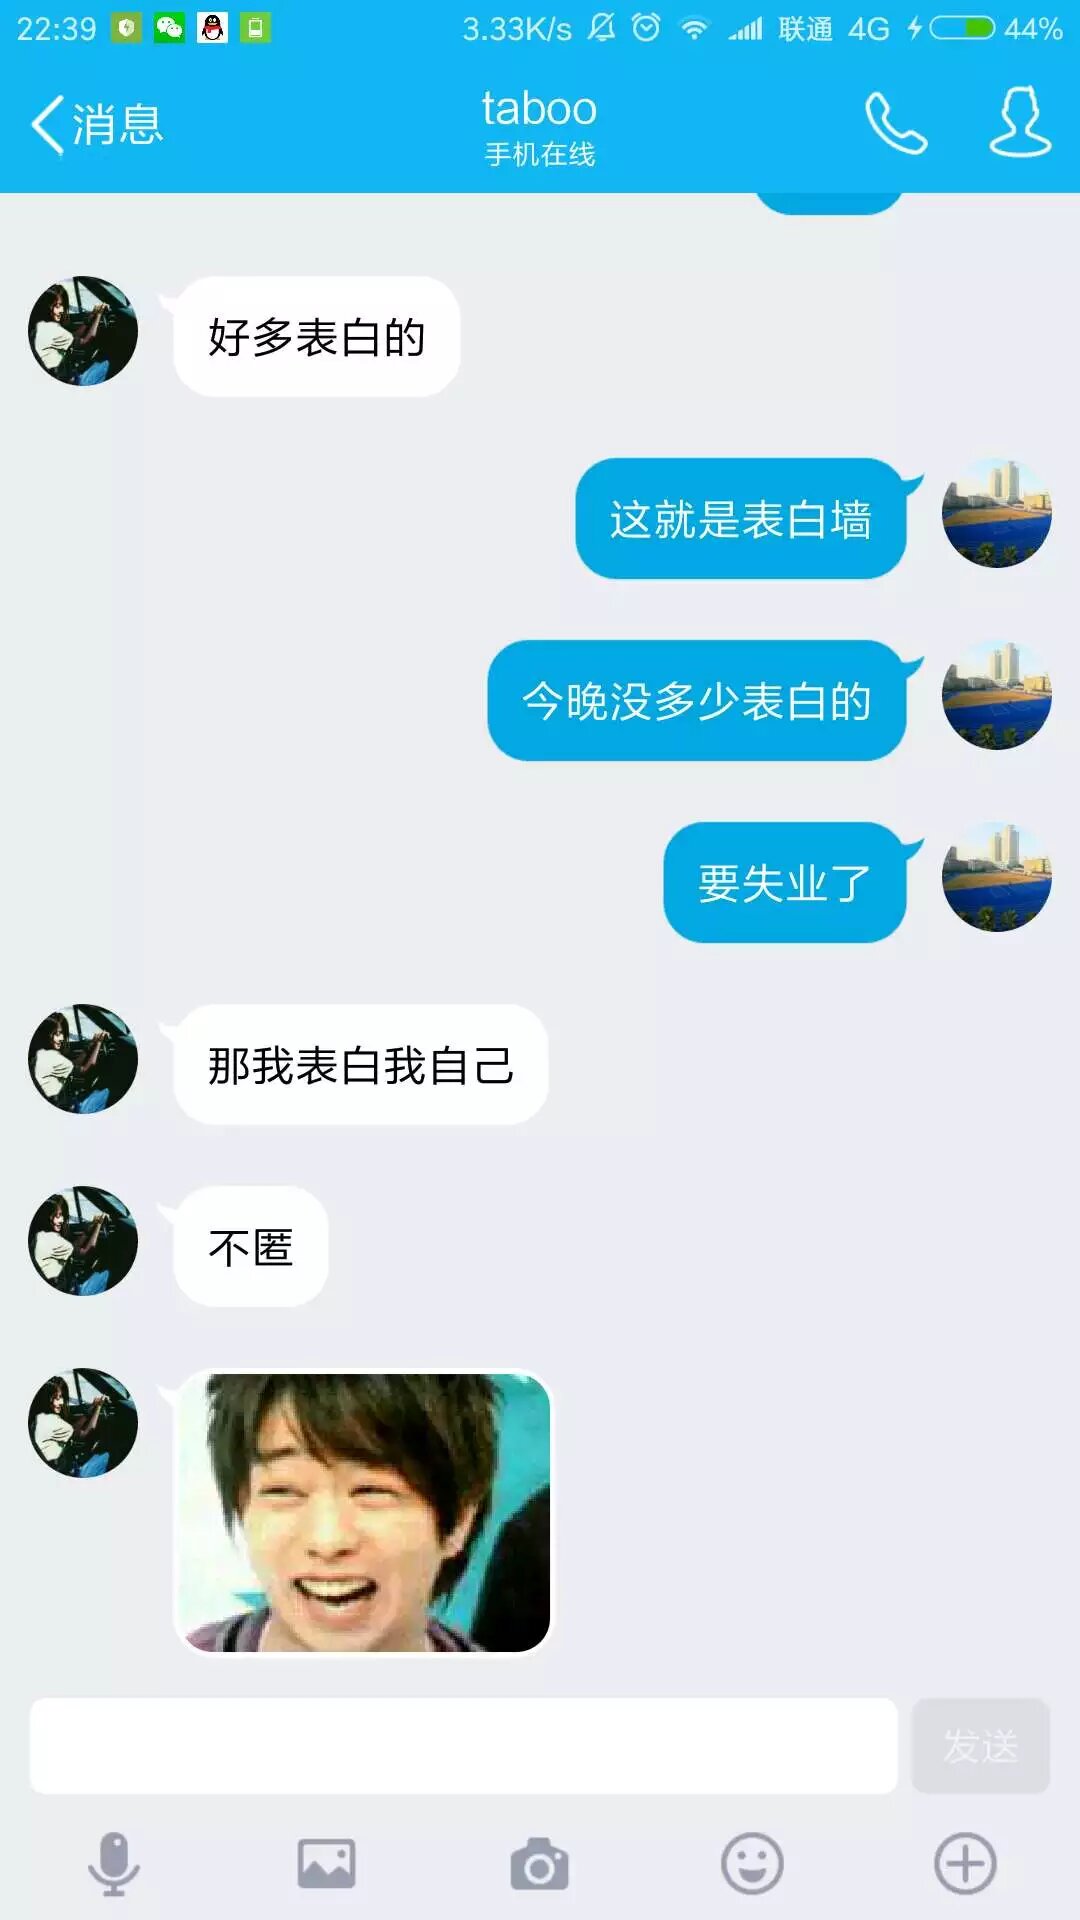 22:39 3.33K/s 联通 4G 44%
消息
taboo
手机在线
好多表白的
这就是表白墙
今晚没多少表白的
要失业了
那我表白我自己
不匿
发送